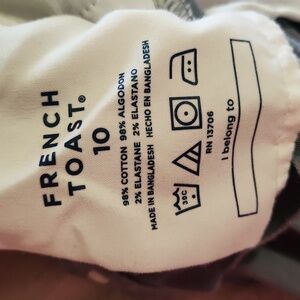 FRENCH
TOAST®
10
98% COTTON 98% ALGODON
2% ELASTANE 2% ELASTANO
MADE IN BANGLADESH HECHO EN BANGLADESH
30C
RN 13706
I belong to